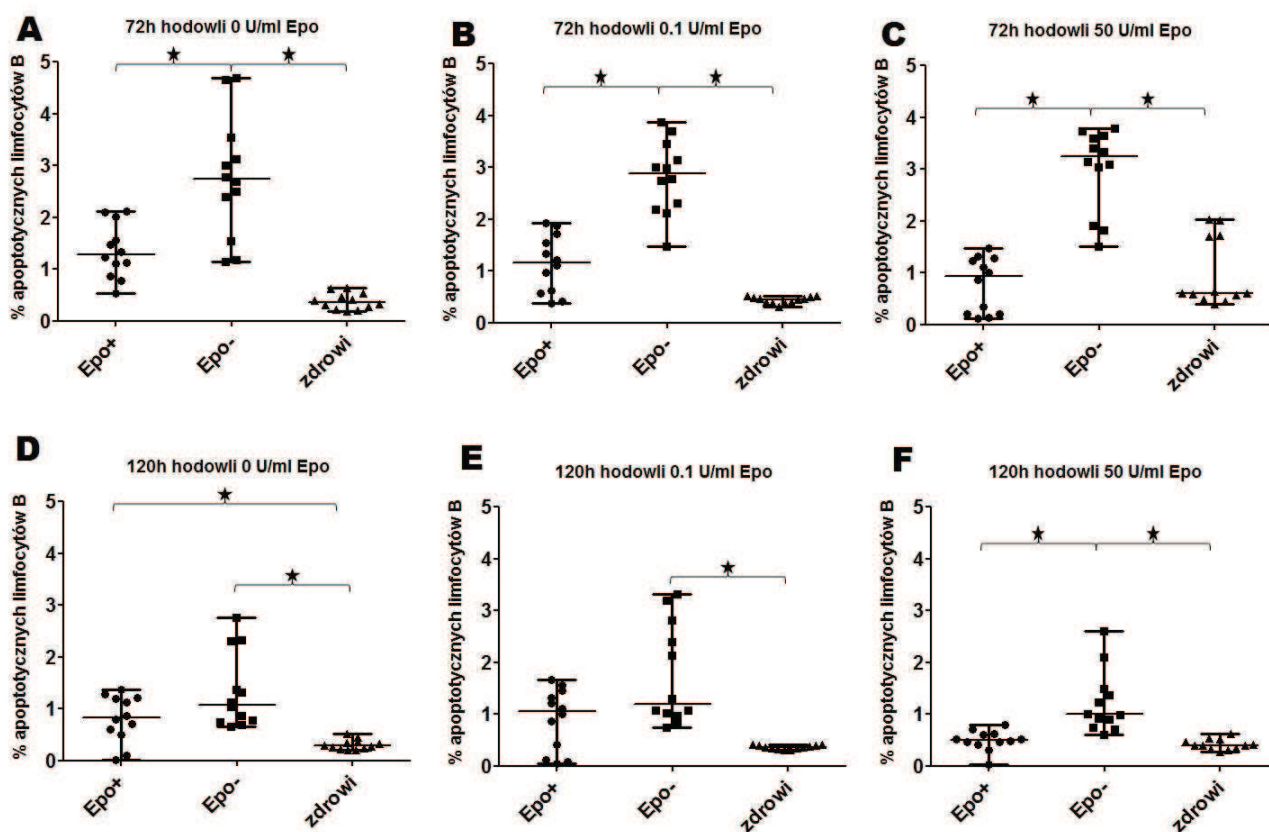 A
72h hodowli 0 U/ml Epo
% apoptotycznych limfocytów B
5
4
3
2
1
0
Epo+
Epo-
zdrowi
B
72h hodowli 0.1 U/ml Epo
% apoptotycznych limfocytów B
5
4
3
2
1
0
Epo+
Epo-
zdrowi
C
72h hodowli 50 U/ml Epo
% apoptotycznych limfocytów B
5
4
3
2
1
0
Epo+
Epo-
zdrowi
D
120h hodowli 0 U/ml Epo
% apoptotycznych limfocytów B
5
4
3
2
1
0
Epo+
Epo-
zdrowi
E
120h hodowli 0.1 U/ml Epo
% apoptotycznych limfocytów B
5
4
3
2
1
0
Epo+
Epo-
zdrowi
F
120h hodowli 50 U/ml Epo
% apoptotycznych limfocytów B
5
4
3
2
1
0
Epo+
Epo-
zdrowi